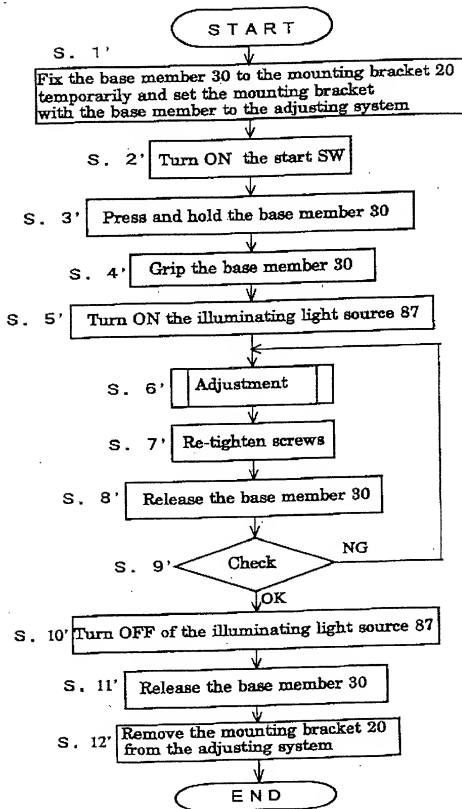 START
S. 1'
Fix the base member 30 to the mounting bracket 20
temporarily and set the mounting bracket
with the base member to the adjusting system
S. 2' Turn ON the start SW
S. 3' Press and hold the base member 30
S. 4' Grip the base member 30
S. 5' Turn ON the illuminating light source 87
S. 6' Adjustment
S. 7' Re-tighten screws
S. 8' Release the base member 30
S. 9' Check NG
OK
S. 10' Turn OFF of the illuminating light source 87
S. 11' Release the base member 30
S. 12' Remove the mounting bracket 20
from the adjusting system
END